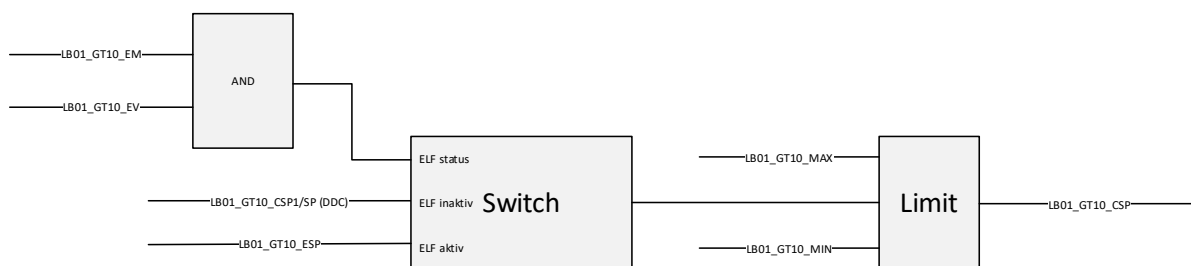 LB01_GT10_EM
AND
LB01_GT10_EV
ELF status
LB01_GT10_MAX
LB01_GT10_CSP1/SP (DDC)
ELF inaktiv
Switch
Limit
LB01_GT10_CSP
LB01_GT10_ESP
ELF aktiv
LB01_GT10_MIN